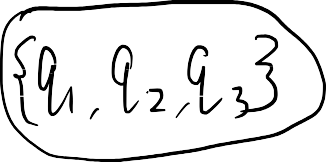 {q₁, q₂, q₃}